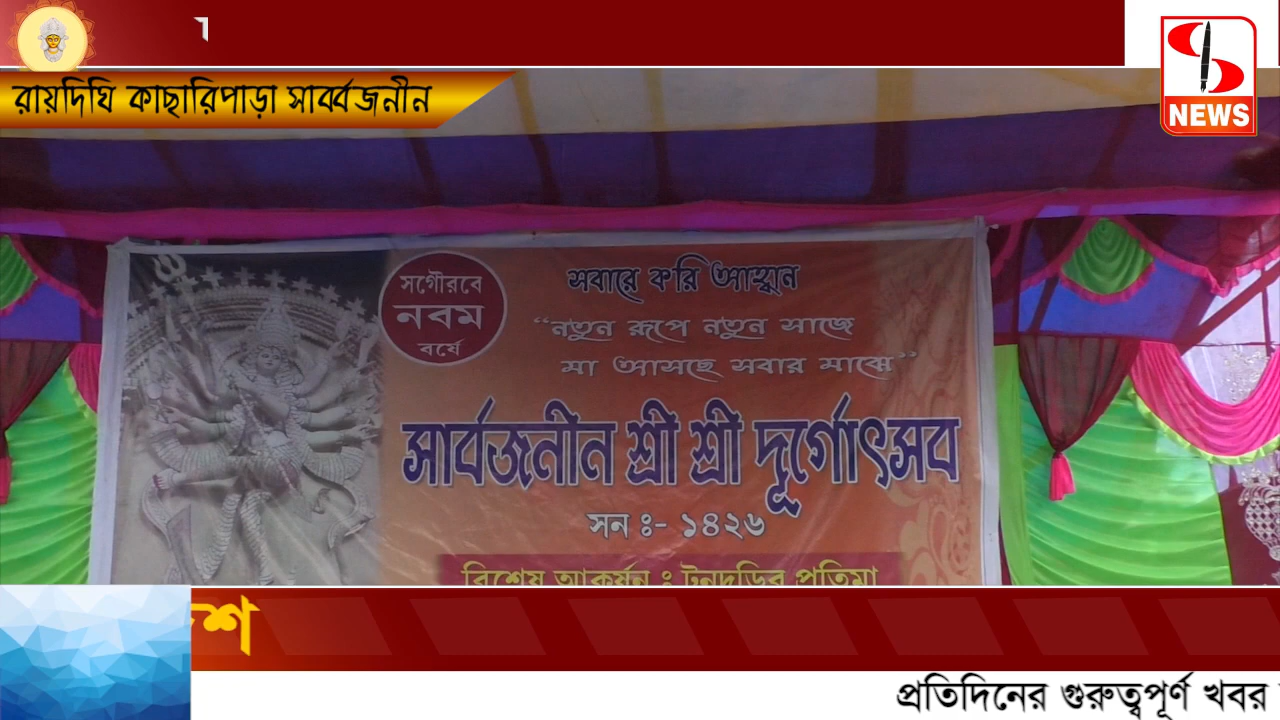 NEWS
রায়দিঘি কাছারিপাড়া সার্ব্বজনীন
সগৌরবে
নবম
বর্ষে
সবারে করি আহ্বান
“নতুন রূপে নতুন সাজে
মা আসছে সবার মাঝে”
সার্বজনীন শ্রী শ্রী দূর্গোৎসব
সন ঃ- ১৪২৬
বিশেষ আকর্ষন ঃ টুনদড়ির প্রতিমা
প্রতিদিনের গুরুত্বপূর্ণ খবর